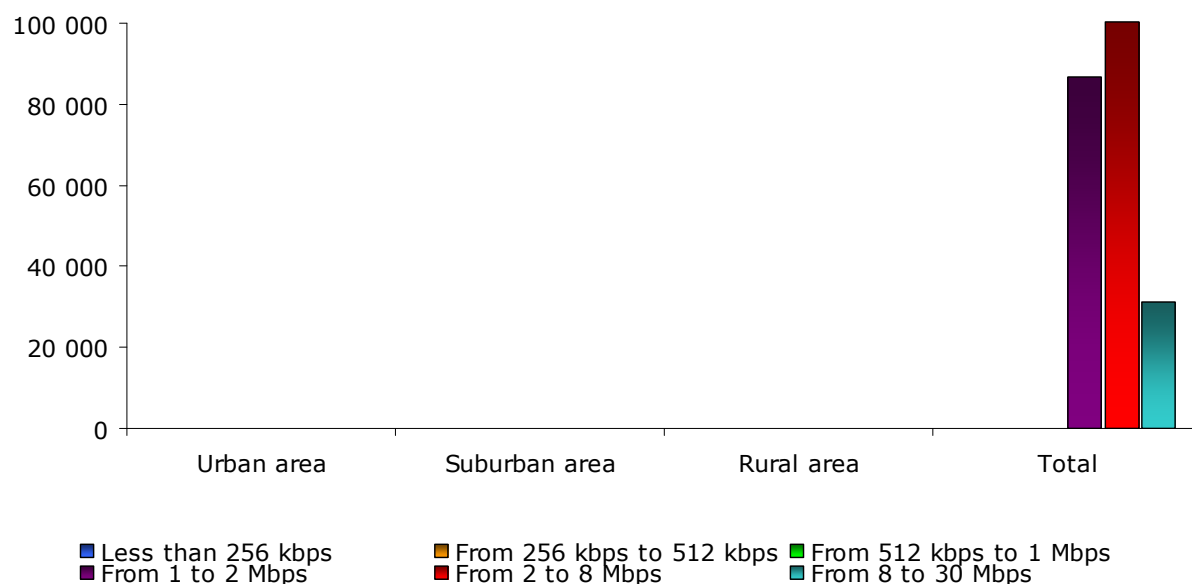 100 000
80 000
60 000
40 000
20 000
0
Urban area Suburban area Rural area Total
Less than 256 kbps From 256 kbps to 512 kbps From 512 kbps to 1 Mbps
From 1 to 2 Mbps From 2 to 8 Mbps From 8 to 30 Mbps